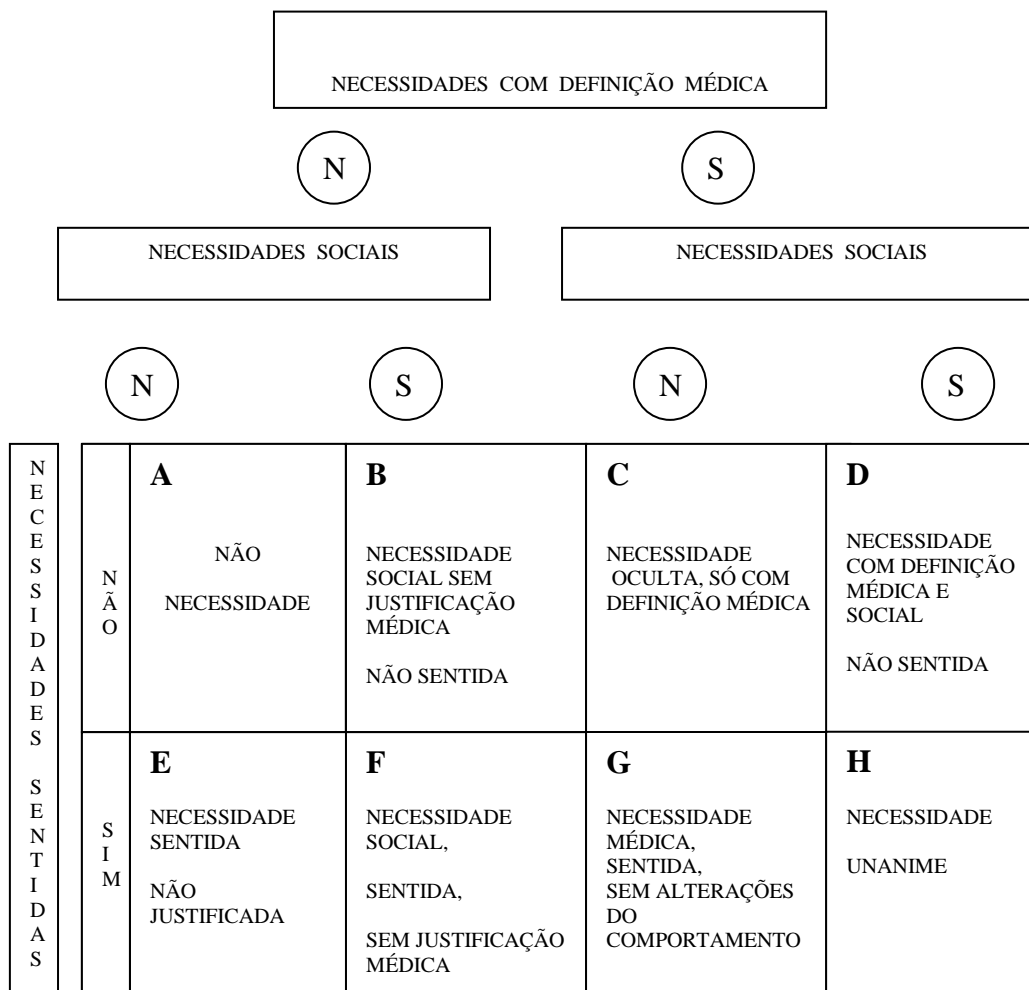 NECESSIDADES COM DEFINIÇÃO MÉDICA
N
S
NECESSIDADES SOCIAIS
NECESSIDADES SOCIAIS
N
S
N
S
NECESSIDADES SENTIDAS
NÃO
A
NÃO
NECESSIDADE
B
NECESSIDADE
SOCIAL SEM
JUSTIFICAÇÃO
MÉDICA
NÃO SENTIDA
C
NECESSIDADE
OCULTA, SÓ COM
DEFINIÇÃO MÉDICA
D
NECESSIDADE
COM DEFINIÇÃO
MÉDICA E
SOCIAL
NÃO SENTIDA
SIM
E
NECESSIDADE
SENTIDA
NÃO
JUSTIFICADA
F
NECESSIDADE
SOCIAL,
SENTIDA,
SEM JUSTIFICAÇÃO
MÉDICA
G
NECESSIDADE
MÉDICA,
SENTIDA,
SEM ALTERAÇÕES
DO
COMPORTAMENTO
H
NECESSIDADE
UNANIME